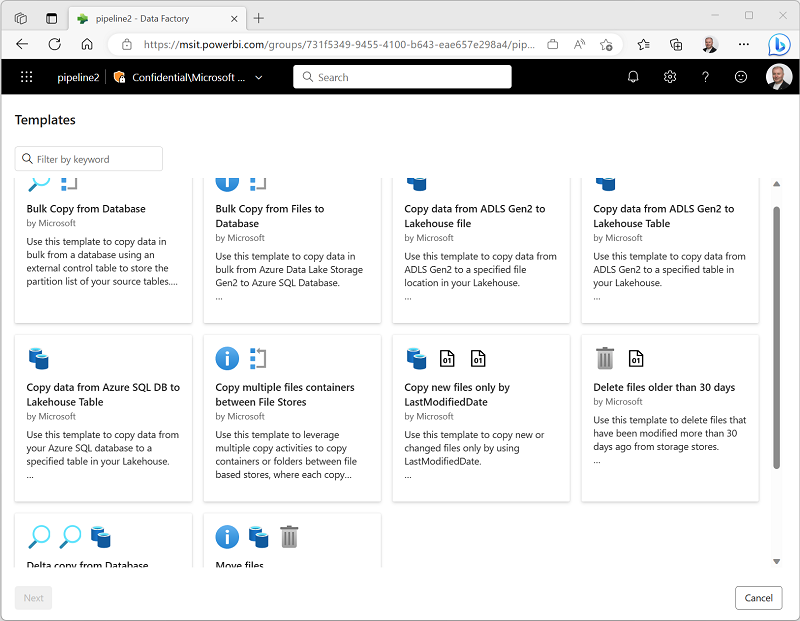 pipeline2 - Data Factory
https://msit.powerbi.com/groups/731f5349-9455-4100-b643-eae657e298a4/pip...
pipeline2
Confidential\Microsoft ...
Search
Templates
Filter by keyword
Bulk Copy from Database
by Microsoft
Use this template to copy data in
bulk from a database using an
external control table to store the
partition list of your source tables....
Bulk Copy from Files to
Database
by Microsoft
Use this template to copy data in
bulk from Azure Data Lake Storage
Gen2 to Azure SQL Database.
...
Copy data from ADLS Gen2 to
Lakehouse file
by Microsoft
Use this template to copy data from
ADLS Gen2 to a specified file
location in your Lakehouse.
...
Copy data from ADLS Gen2 to
Lakehouse Table
by Microsoft
Use this template to copy data from
ADLS Gen2 to a specified table in
your Lakehouse.
...
Copy data from Azure SQL DB to
Lakehouse Table
by Microsoft
Use this template to copy data from
your Azure SQL database to a
specified table in your Lakehouse.
...
Copy multiple files containers
between File Stores
by Microsoft
Use this template to leverage
multiple copy activities to copy
containers or folders between file
based stores, where each copy...
01
01
Copy new files only by
LastModifiedDate
by Microsoft
Use this template to copy new or
changed files only by using
LastModifiedDate.
...
01
Delete files older than 30 days
by Microsoft
Use this template to delete files that
have been modified more than 30
days ago from storage stores.
...
Delta copy from Database
Move files
Next
Cancel